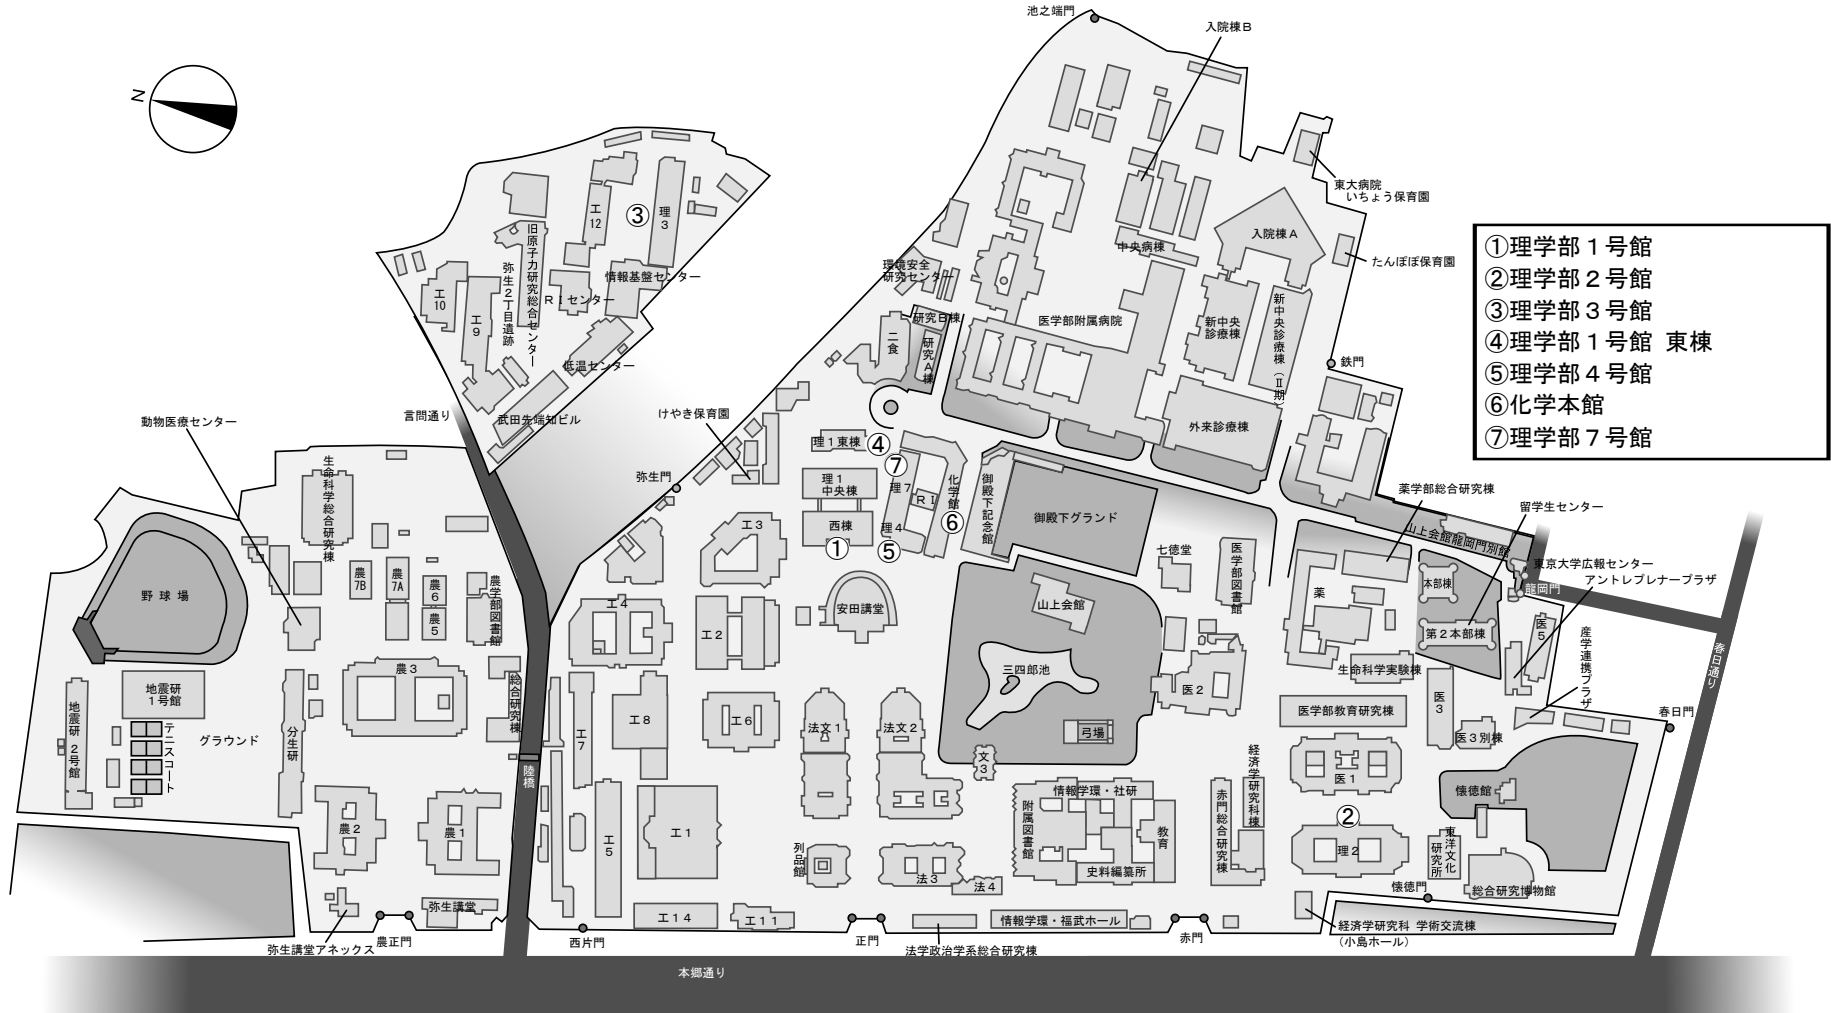 池之端門
入院棟B
N
東大病院
いちょう保育園
たんぽぽ保育園
①理学部１号館
②理学部２号館
③理学部３号館
④理学部１号館 東棟
⑤理学部４号館
⑥化学本館
⑦理学部７号館
工12
③
理3
旧原子力研究総合センター
弥生２丁目遺跡
工10
工9
RIセンター
情報基盤センター
低温センター
武田先端知ビル
言問通り
動物医療センター
けやき保育園
弥生門
環境安全
研究センター
研究B棟
研究A棟
二食
中央病棟
入院棟A
医学部附属病院
新中央
診療棟
新中央診療棟（Ⅱ期）
外来診療棟
鉄門
薬学部総合研究棟
留学生センター
山上会館龍岡門別館
東京大学広報センター
アントレプレナープラザ
龍岡門
春日通り
春日門
産学連携プラザ
医5
本部棟
第２本部棟
理１東棟
④
⑦
理１
中央棟
西棟
①
理7
RI
理4
⑤
化学館
⑥
御殿下記念館
御殿下グランド
七徳堂
医学部図書館
薬
生命科学実験棟
生命科学総合研究棟
野球場
農7B
農7A
農6
農5
農学部図書館
農3
総合研究棟
地震研
１号館
地震研２号館
テニスコート
グラウンド
分生研
農2
農1
弥生講堂
弥生講堂アネックス
農正門
陸橋
工3
工4
工2
安田講堂
山上会館
三四郎池
弓場
医2
工7
工8
工6
法文１
法文２
文3
工5
工1
列品館
法3
法4
附属図書館
情報学環・社研
教育
史料編纂所
医学部教育研究棟
経済学研究科棟
赤門総合研究棟
医1
②
理2
医3
医３別棟
懐徳館
東洋文化
研究所
総合研究博物館
懐徳門
経済学研究科 学術交流棟
（小島ホール）
工14
工11
西片門
正門
法学政治学系総合研究棟
情報学環・福武ホール
赤門
本郷通り